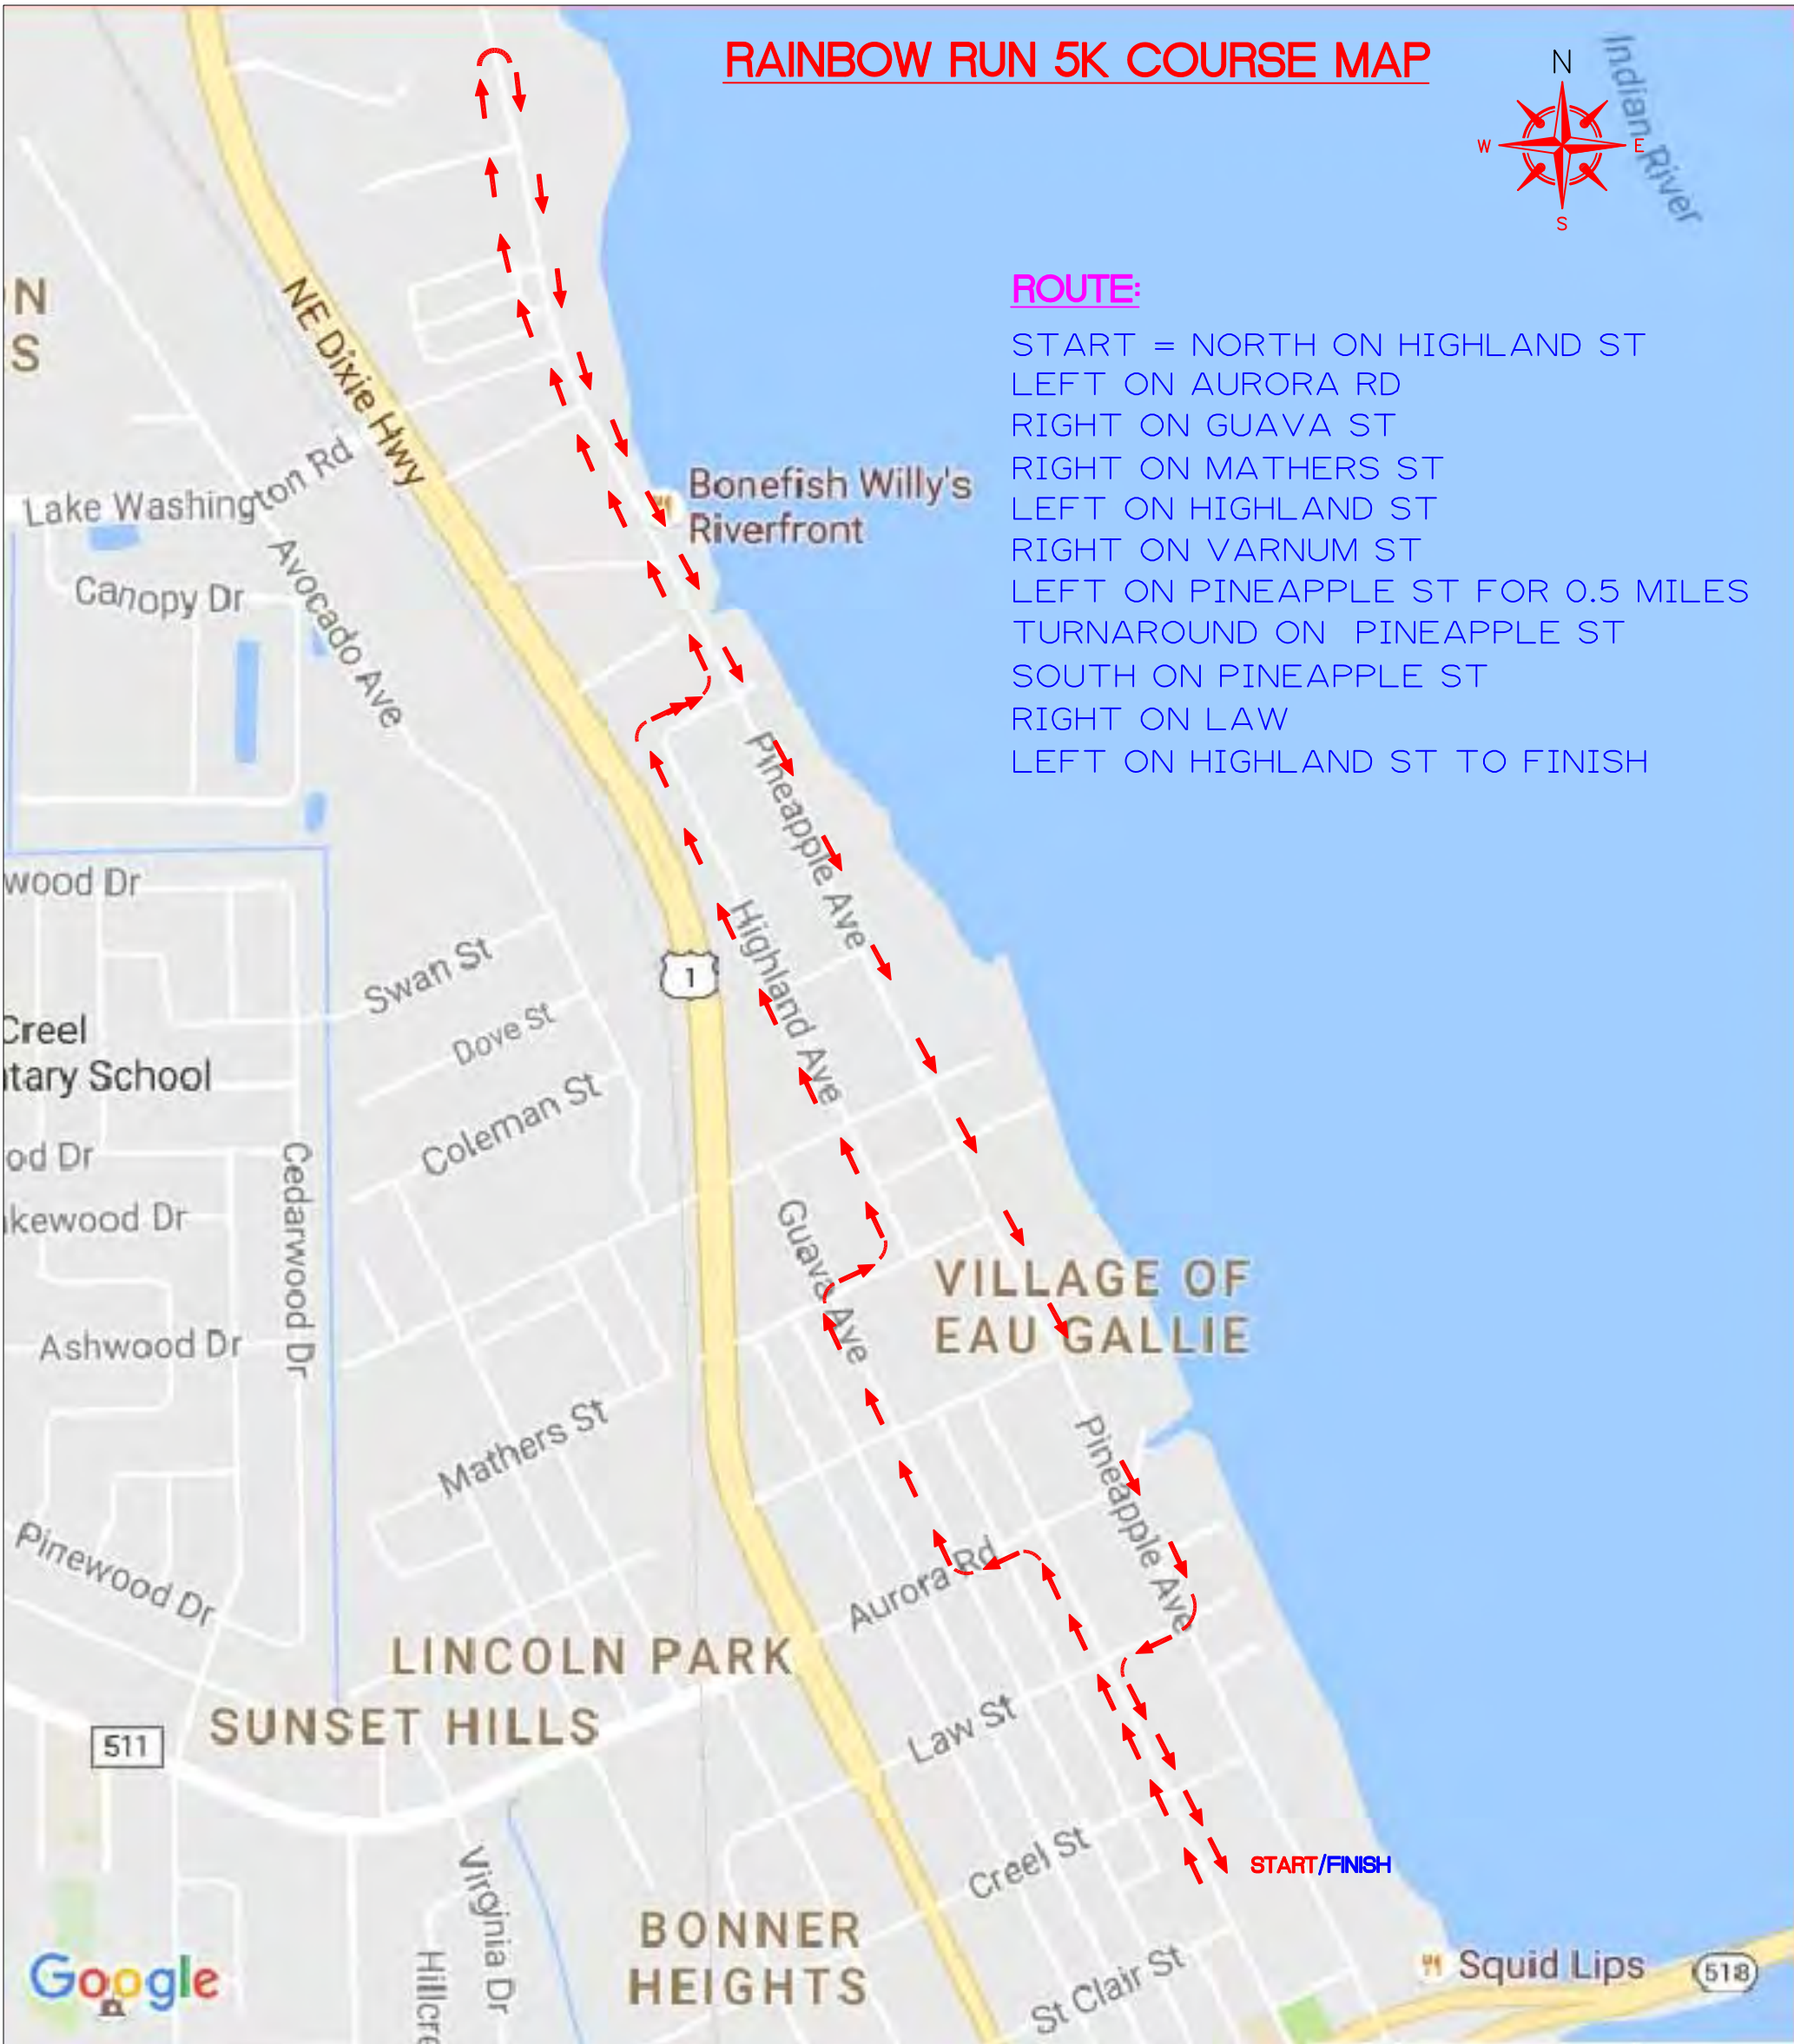 RAINBOW RUN 5K COURSE MAP
N
W
E
S
Indian River
ROUTE:
START = NORTH ON HIGHLAND ST
LEFT ON AURORA RD
RIGHT ON GUAVA ST
RIGHT ON MATHERS ST
LEFT ON HIGHLAND ST
RIGHT ON VARNUM ST
LEFT ON PINEAPPLE ST FOR 0.5 MILES
TURNAROUND ON PINEAPPLE ST
SOUTH ON PINEAPPLE ST
RIGHT ON LAW
LEFT ON HIGHLAND ST TO FINISH
N
S
NE Dixie Hwy
Lake Washington Rd
Bonefish Willy's
Riverfront
Canopy Dr
Avocado Ave
Pineapple Ave
wood Dr
Highland Ave
Swan St
1
Dove St
Creel
ntary School
Coleman St
od Dr
kewood Dr
Cedarwood Dr
Guava Ave
VILLAGE OF
EAU GALLIE
Ashwood Dr
Mathers St
Pineapple Ave
Pinewood Dr
Aurora Rd
LINCOLN PARK
SUNSET HILLS
511
Law St
Creel St
START/FINISH
Virginia Dr
BONNER
HEIGHTS
Hillcre
Google
St Clair St
Squid Lips
518